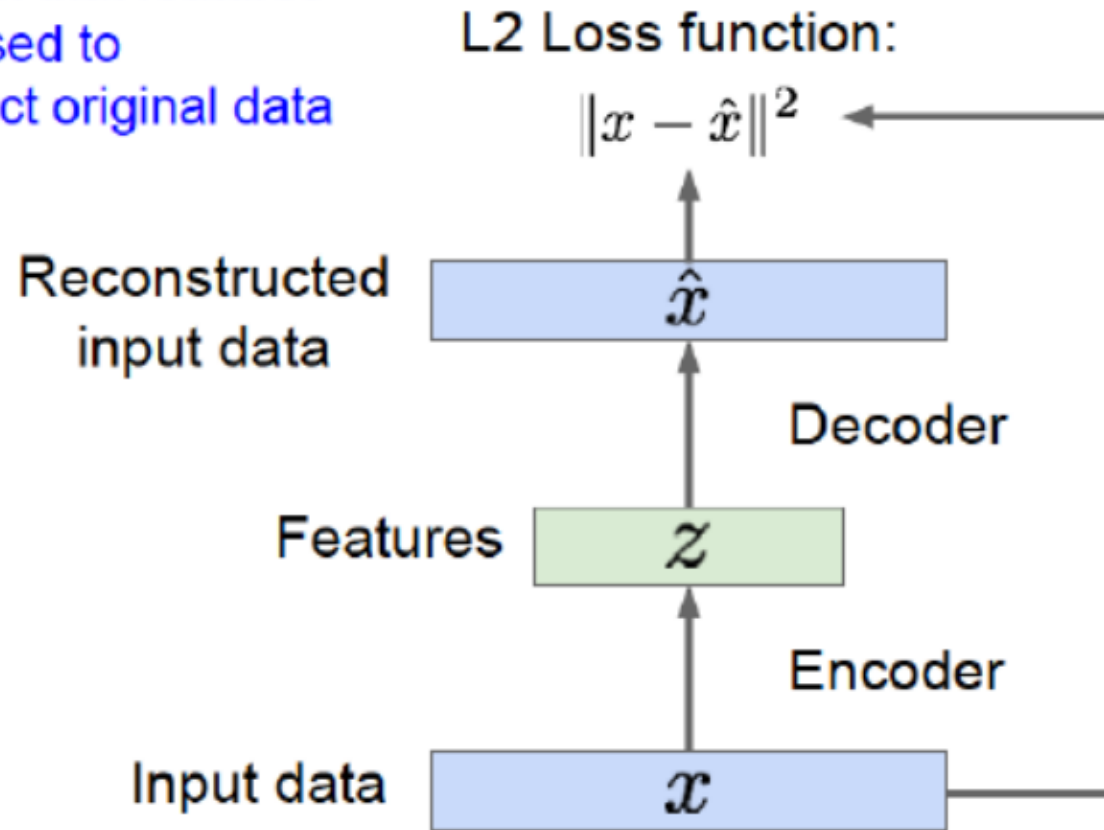 sed to
ct original data
L2 Loss function:
‖x − x̂‖²
Reconstructed
input data
x̂
Decoder
Features
z
Encoder
Input data
x